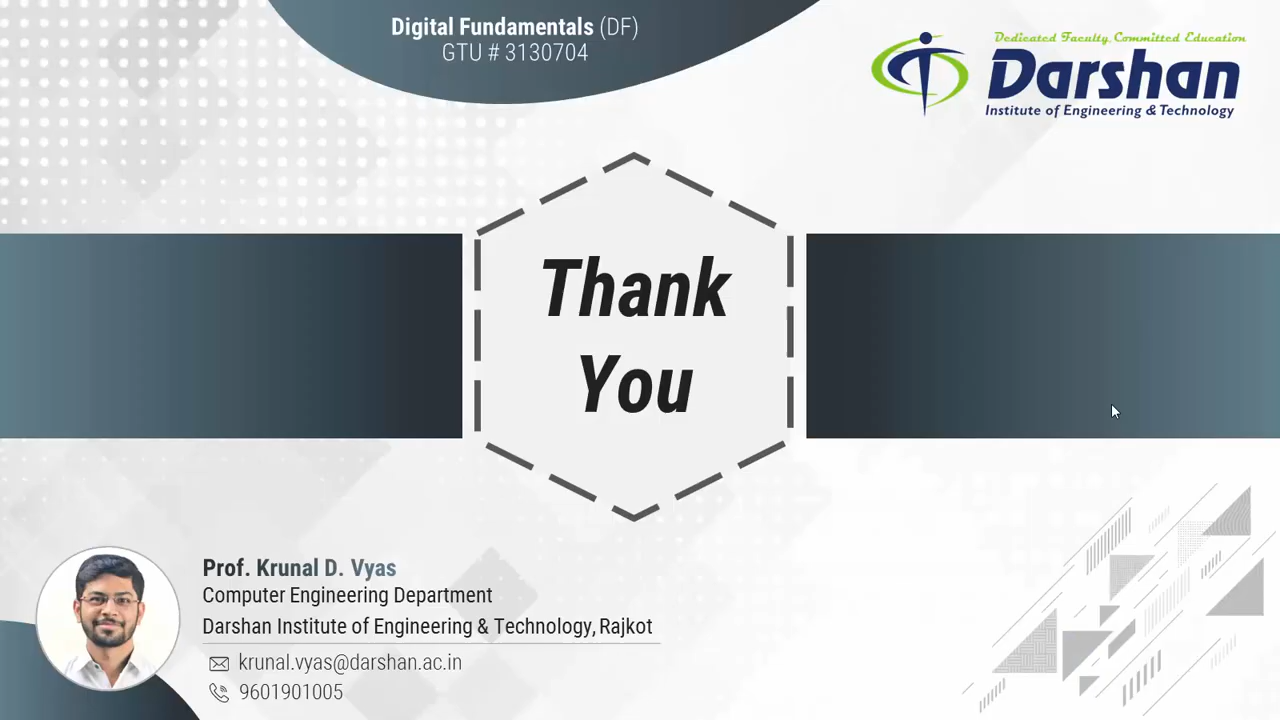 Digital Fundamentals (DF)
GTU # 3130704
Dedicated Faculty, Committed Education
Darshan
Institute of Engineering & Technology
Thank
You
Prof. Krunal D. Vyas
Computer Engineering Department
Darshan Institute of Engineering & Technology, Rajkot
krunal.vyas@darshan.ac.in
9601901005